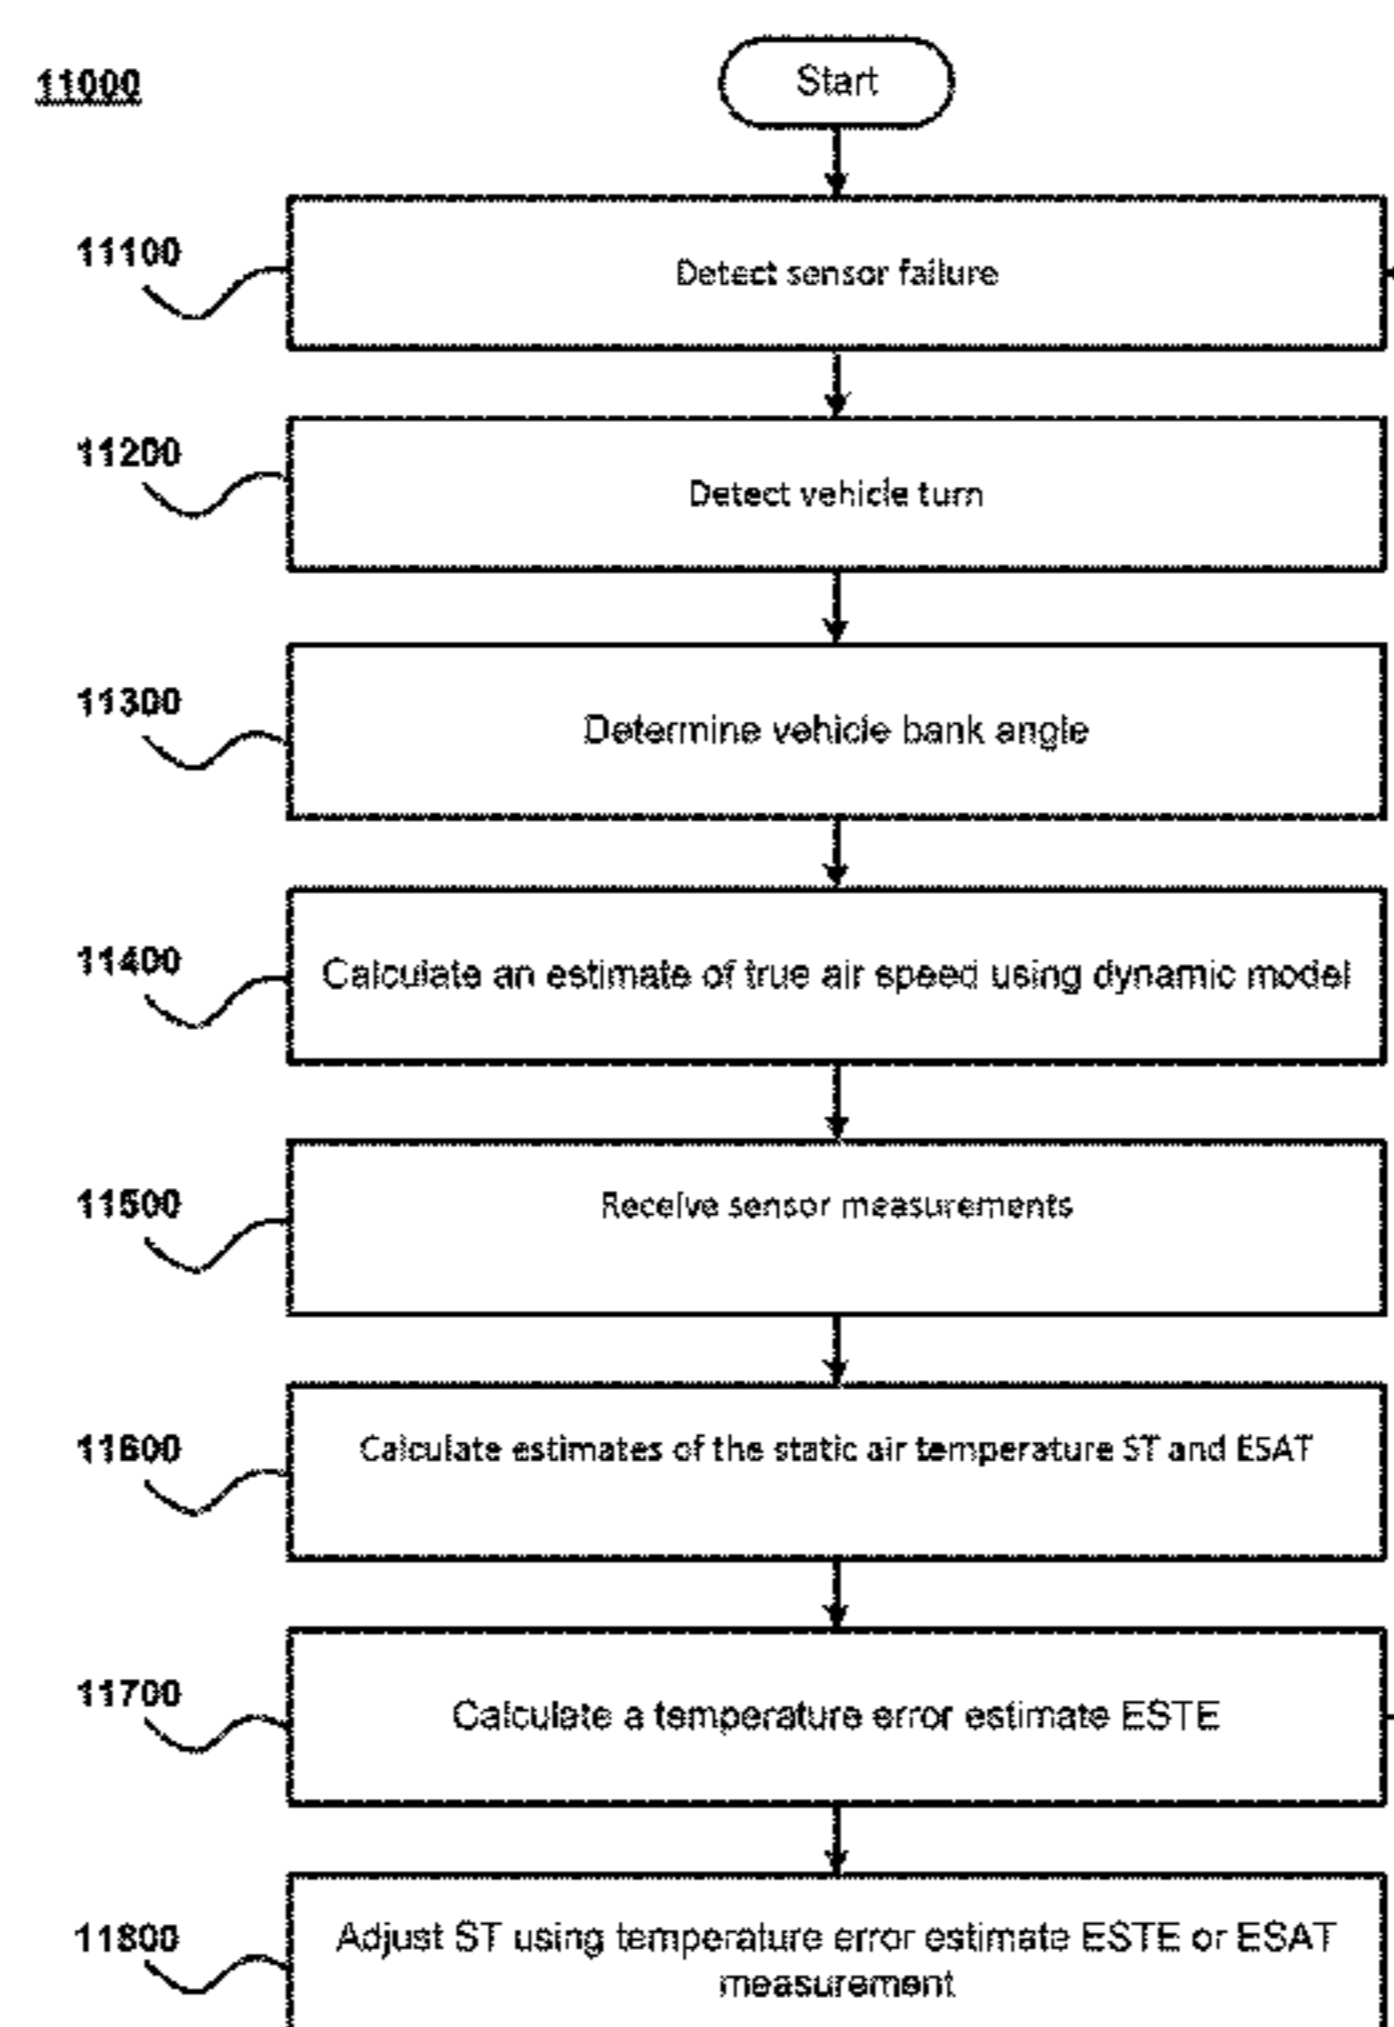 11000
Start
11100
Detect sensor failure
11200
Detect vehicle turn
11300
Determine vehicle bank angle
11400
Calculate an estimate of true air speed using dynamic model
11500
Receive sensor measurements
11600
Calculate estimates of the static air temperature ST and ESAT
11700
Calculate a temperature error estimate ESTE
11800
Adjust ST using temperature error estimate ESTE or ESAT
measurement